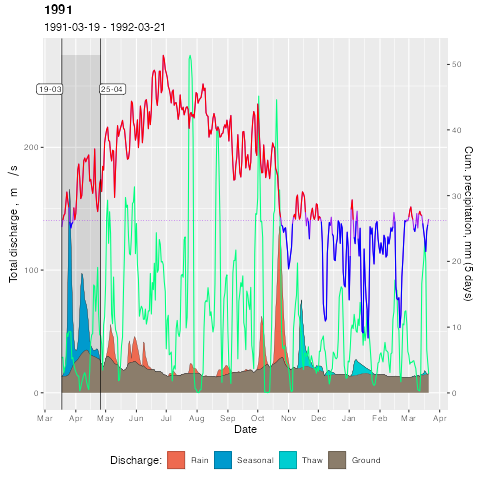 1991
1991-03-19 - 1992-03-21
19-03
25-04
200
100
0
50
40
30
20
10
0
Total discharge , m /s
Cum. precipitation, mm (5 days)
Mar Apr May Jun Jul Aug Sep Oct Nov Dec Jan Feb Mar Apr
Date
Discharge: Rain Seasonal Thaw Ground